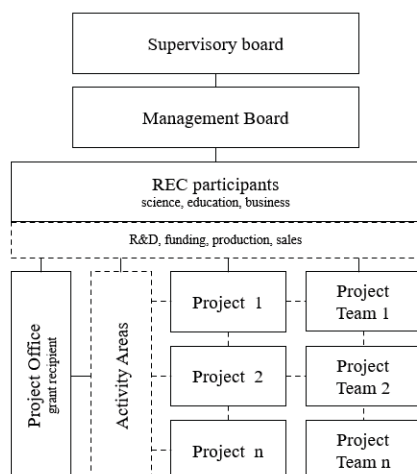 Supervisory board
Management Board
REC participants
science, education, business
R&D, funding, production, sales
Project Office
grant recipient
Activity Areas
Project 1
Project
Team 1
Project 2
Project
Team 2
Project n
Project
Team n